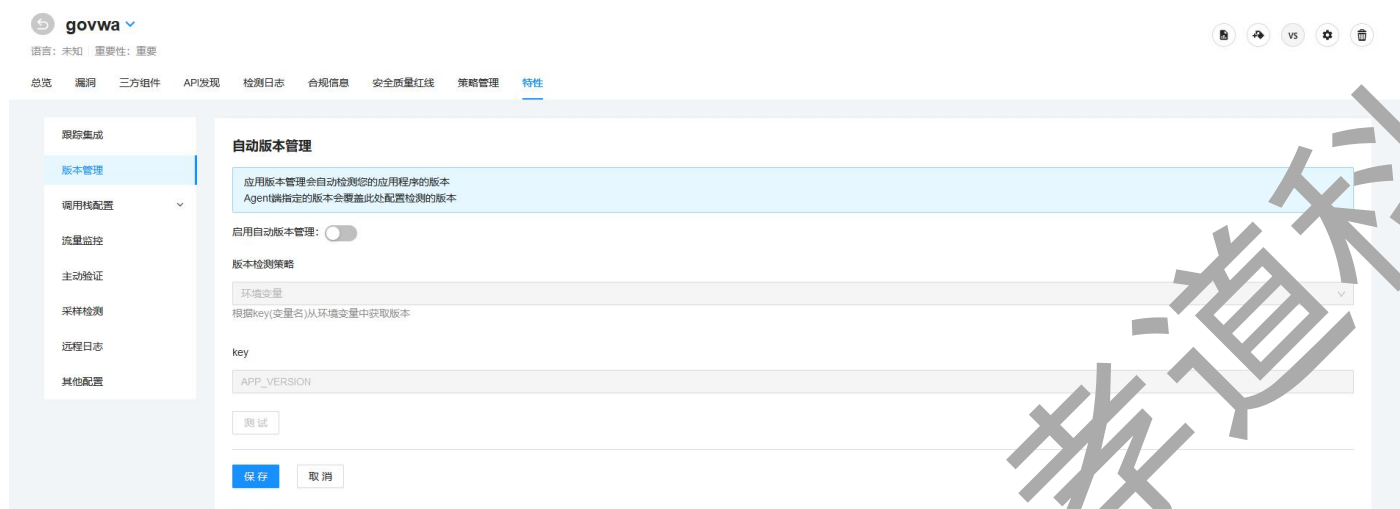 govwa
语言：未知 重要性：重要
VS
总览 漏洞 三方组件 API发现 检测日志 合规信息 安全质量红线 策略管理 特性
跟踪集成
版本管理
调用栈配置
流量监控
主动验证
采样检测
远程日志
其他配置
自动版本管理
应用版本管理会自动检测您的应用程序的版本
Agent端指定的版本会覆盖此处配置检测的版本
启用自动版本管理：
版本检测策略
环境变量
根据key(变量名)从环境变量中获取版本
key
APP_VERSION
测 试
保 存 取 消
孝道科